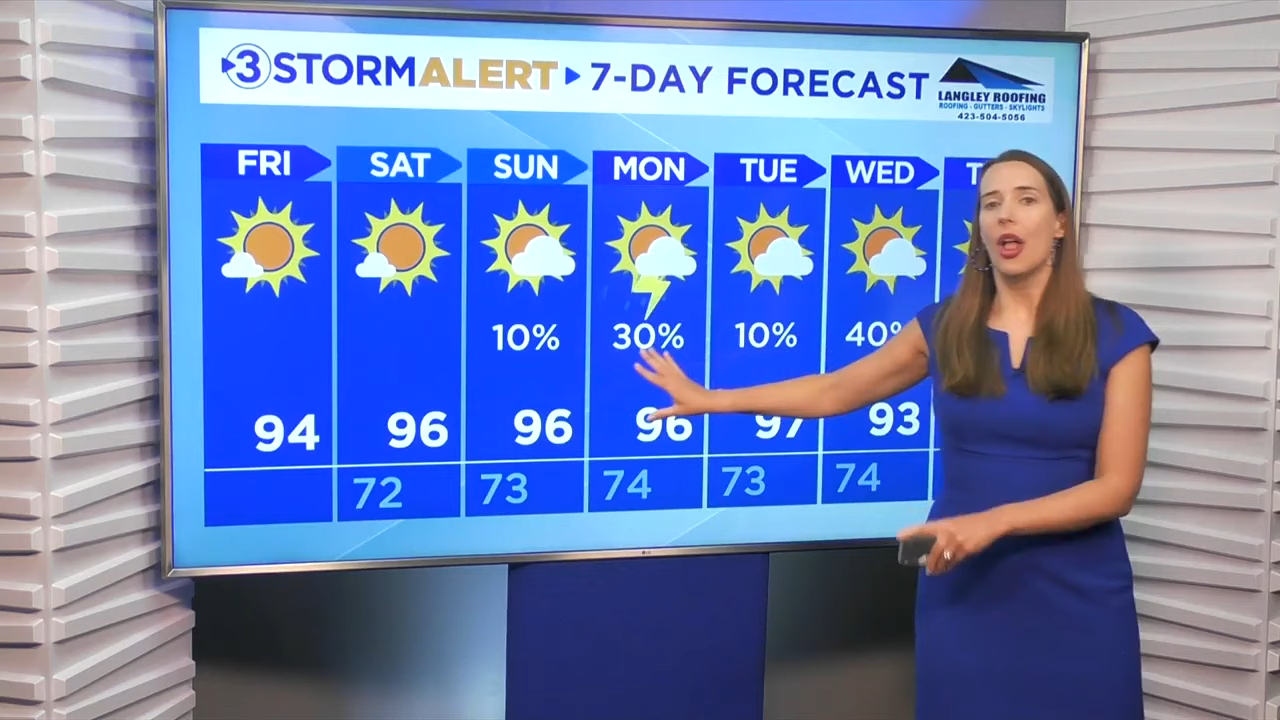 3 STORMALERT 7-DAY FORECAST
LANGLEY ROOFING
ROOFING - GUTTERS - SKYLIGHTS
423-504-5056
FRI SAT SUN MON TUE WED
10% 30% 10% 40%
94 96 96 96 97 93
72 73 74 73 74
LG